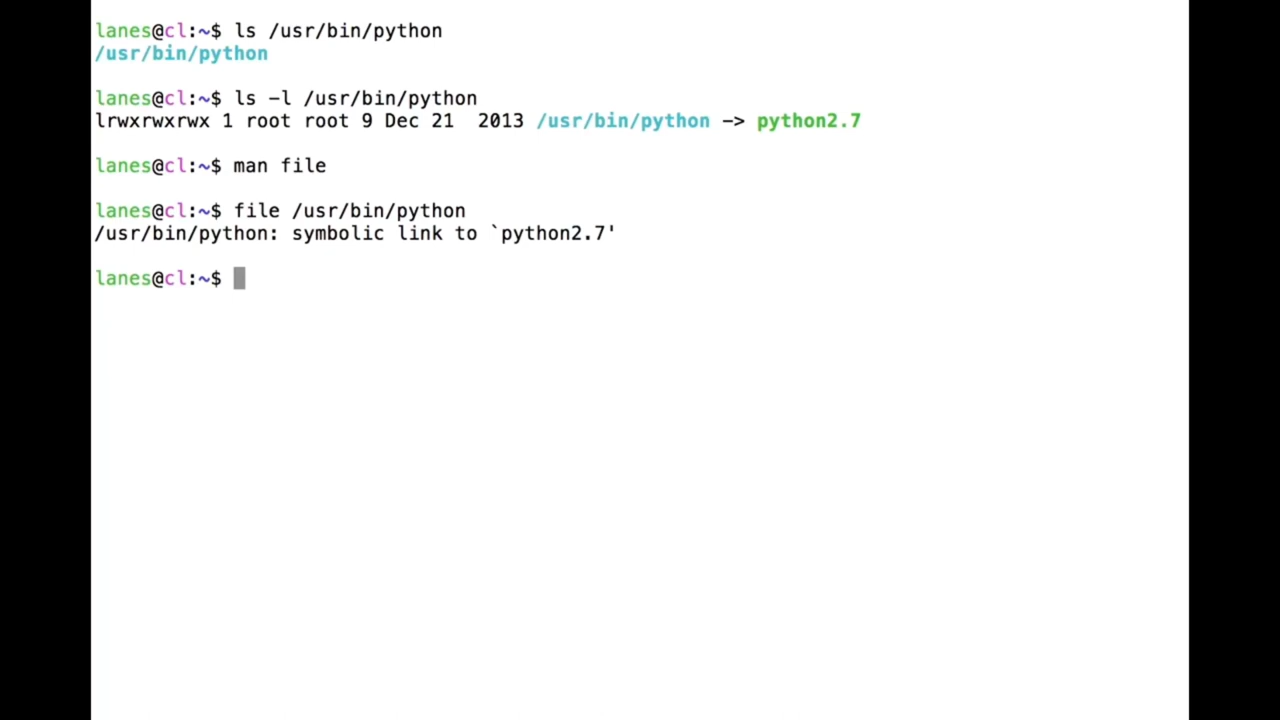 lanes@cl:~$ ls /usr/bin/python
/usr/bin/python
lanes@cl:~$ ls -l /usr/bin/python
lrwxrwxrwx 1 root root 9 Dec 21  2013 /usr/bin/python -> python2.7
lanes@cl:~$ man file
lanes@cl:~$ file /usr/bin/python
/usr/bin/python: symbolic link to `python2.7'
lanes@cl:~$